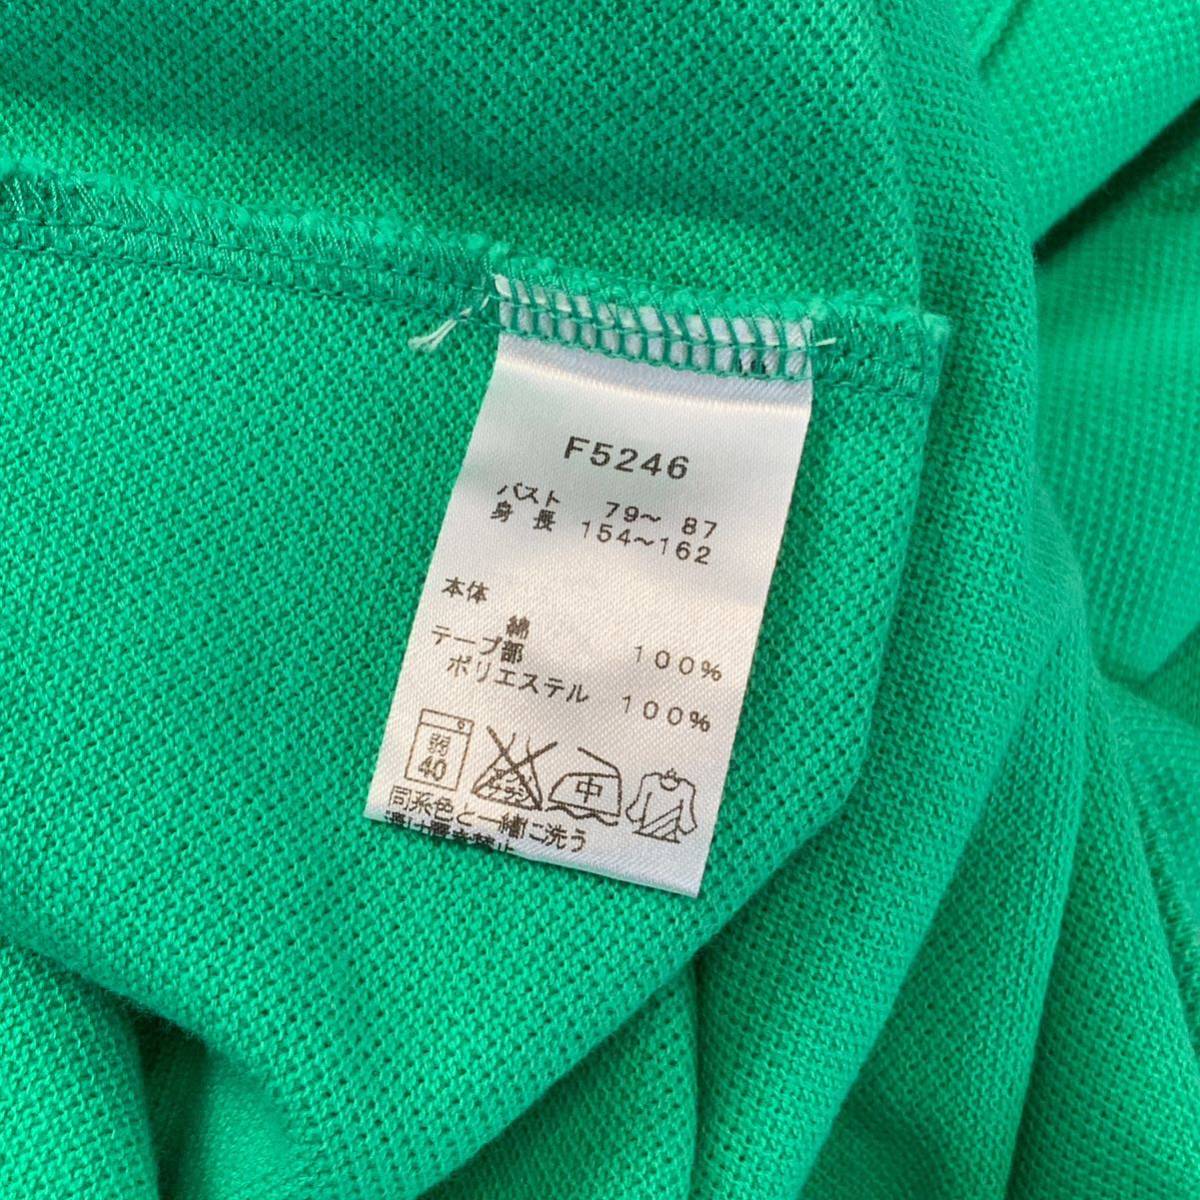 F5246
バスト 79〜 87
身長 154〜162
本体
綿 100%
テープ部
ポリエステル 100%
弱 40
中
同系色と一緒に洗う